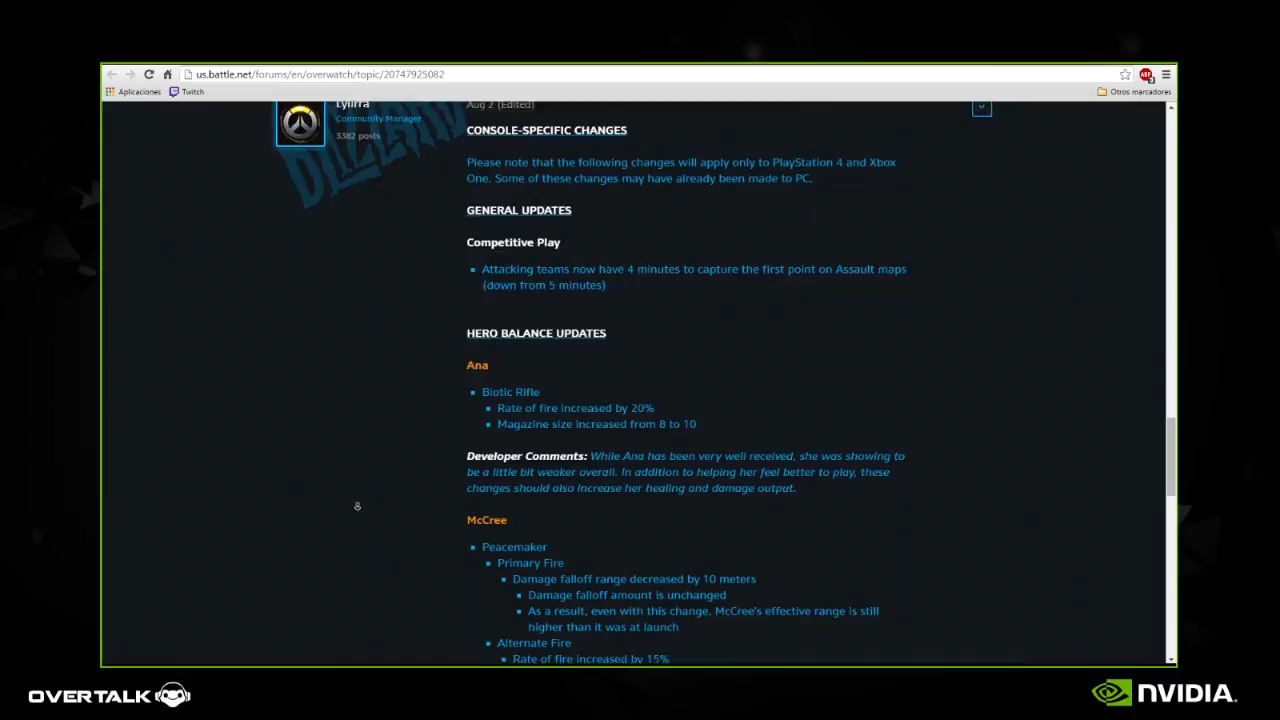 us.battle.net/forums/en/overwatch/topic/20747925082
Aplicaciones
Twitch
Otros marcadores
Lylirra
Community Manager
3382 posts
Aug 2 (Edited)
CONSOLE-SPECIFIC CHANGES
Please note that the following changes will apply only to PlayStation 4 and Xbox
One. Some of these changes may have already been made to PC.
GENERAL UPDATES
Competitive Play
Attacking teams now have 4 minutes to capture the first point on Assault maps
(down from 5 minutes)
HERO BALANCE UPDATES
Ana
Biotic Rifle
Rate of fire increased by 20%
Magazine size increased from 8 to 10
Developer Comments: While Ana has been very well received, she was showing to
be a little bit weaker overall. In addition to helping her feel better to play, these
changes should also increase her healing and damage output.
McCree
Peacemaker
Primary Fire
Damage falloff range decreased by 10 meters
Damage falloff amount is unchanged
As a result, even with this change, McCree's effective range is still
higher than it was at launch
Alternate Fire
Rate of fire increased by 15%
OVERTALK
NVIDIA.